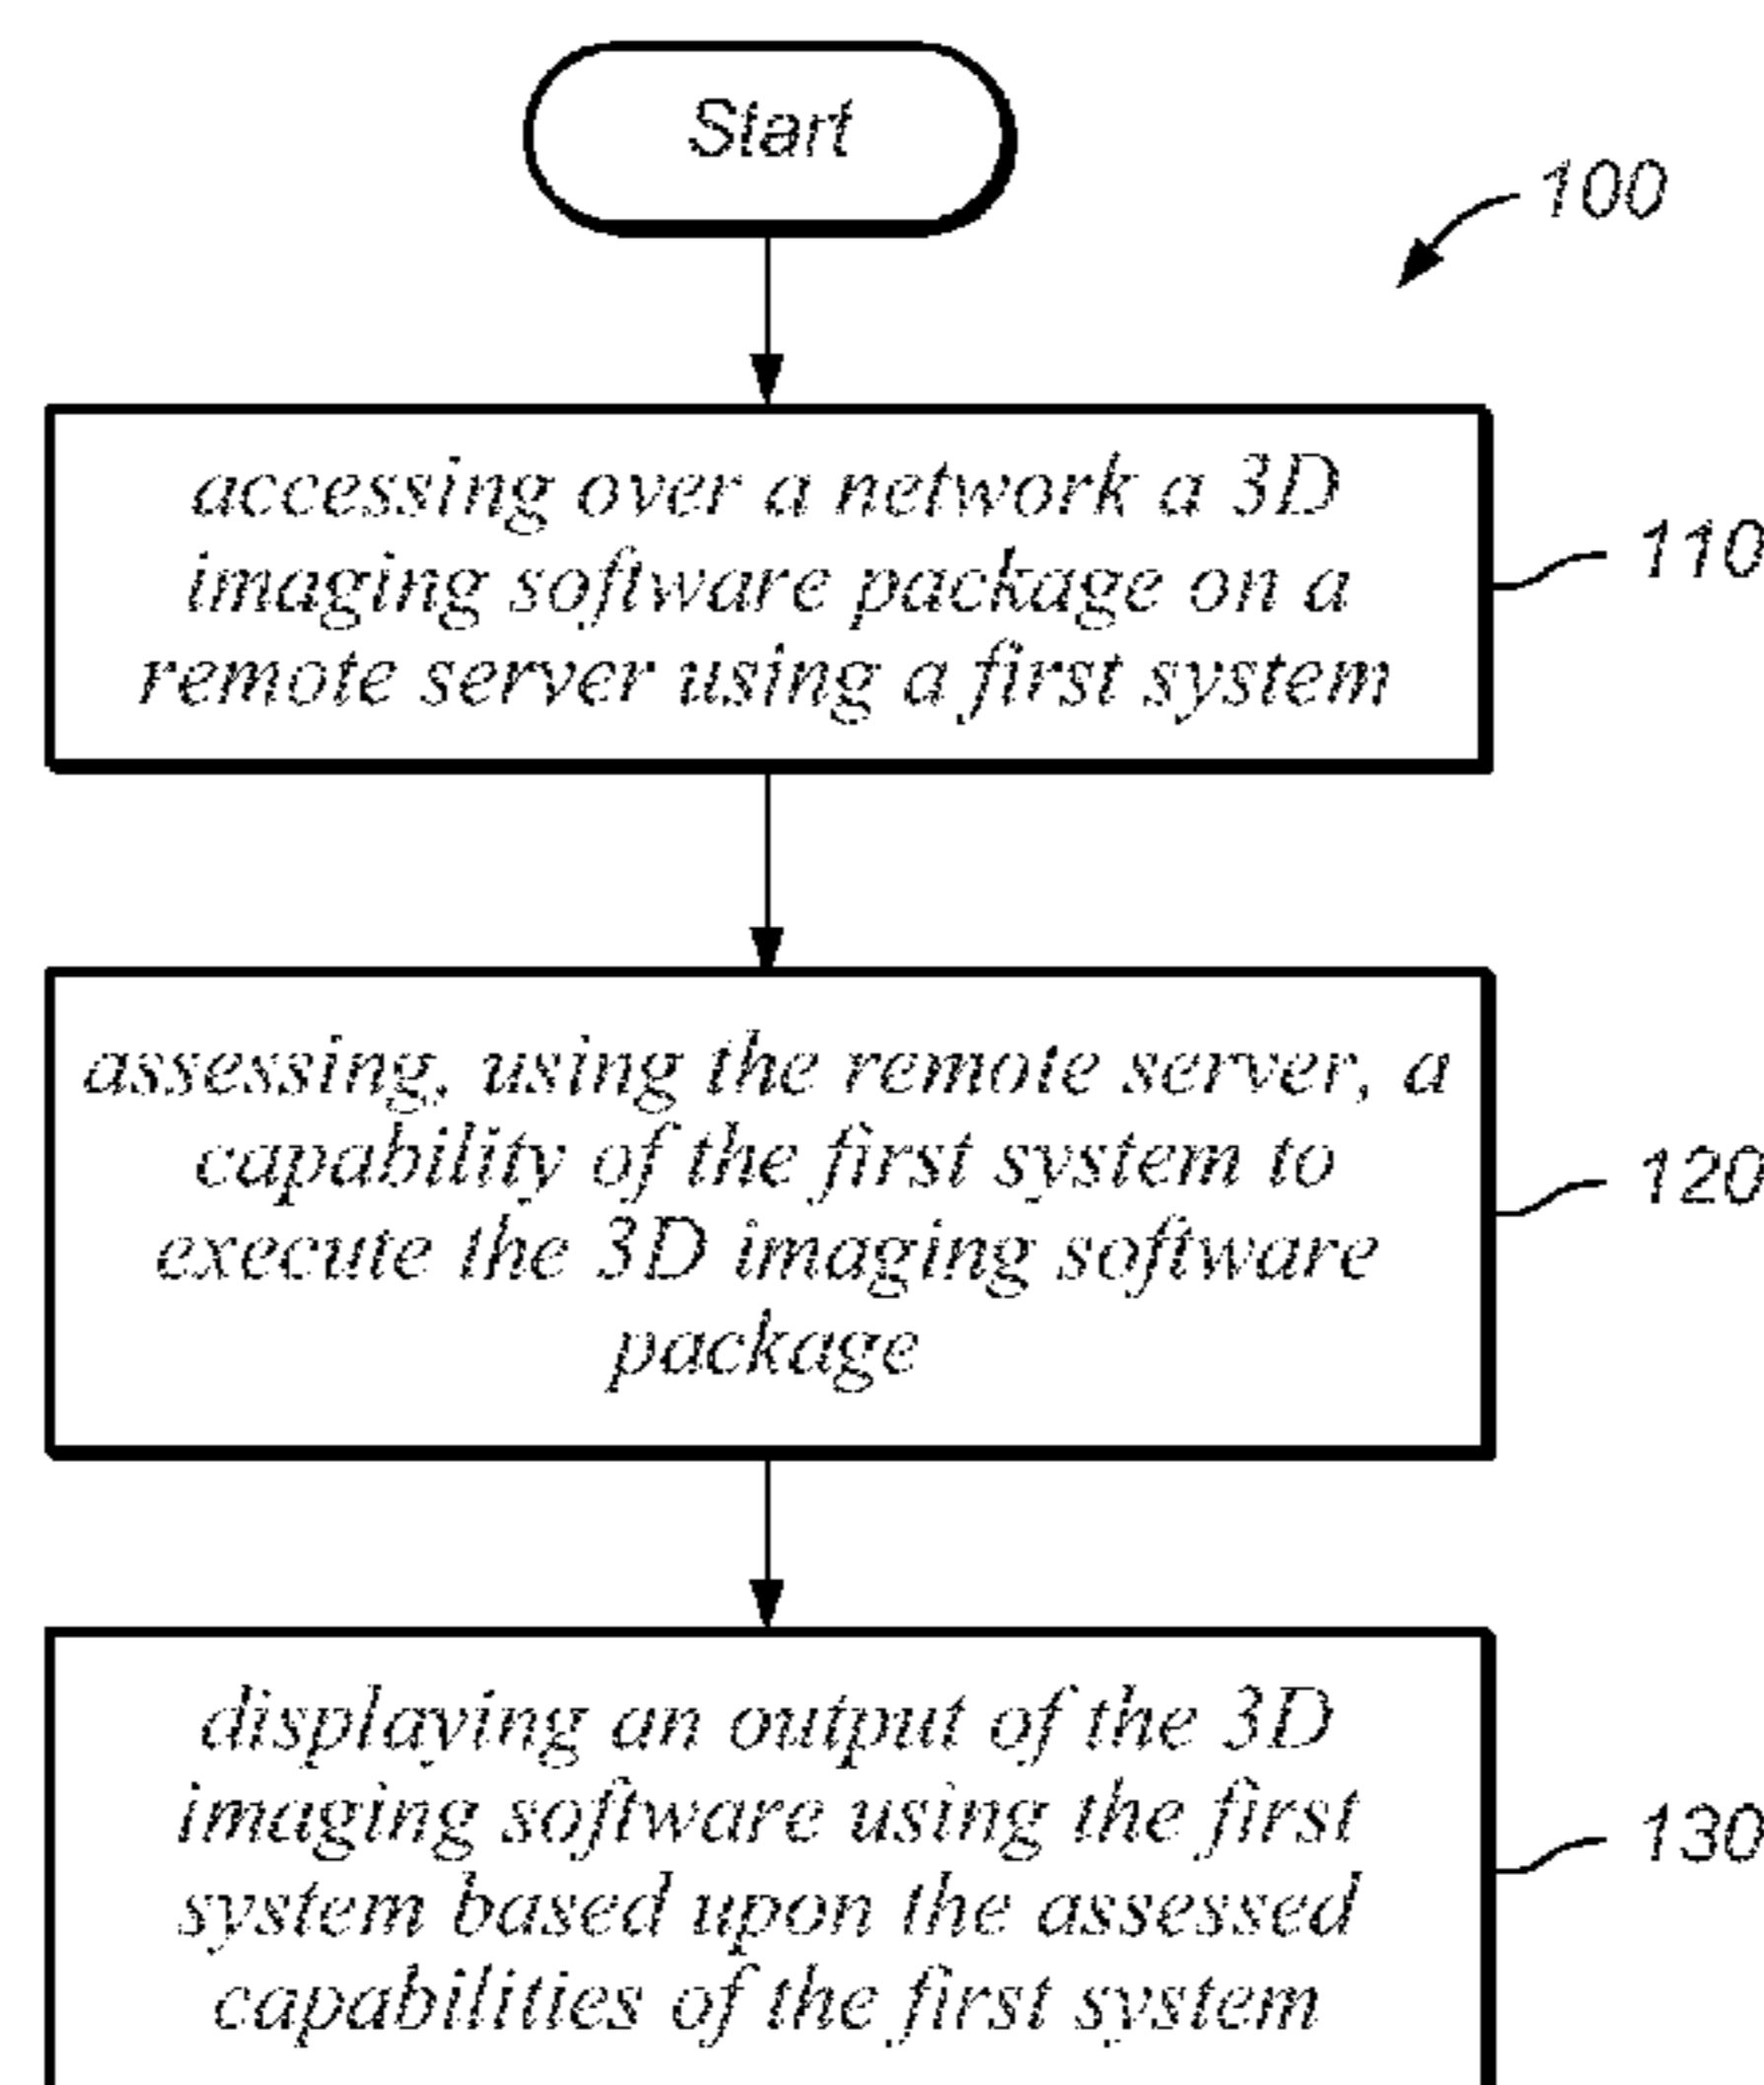 Start
100
accessing over a network a 3D
imaging software package on a
remote server using a first system
110
assessing, using the remote server, a
capability of the first system to
execute the 3D imaging software
package
120
displaying an output of the 3D
imaging software using the first
system based upon the assessed
capabilities of the first system
130